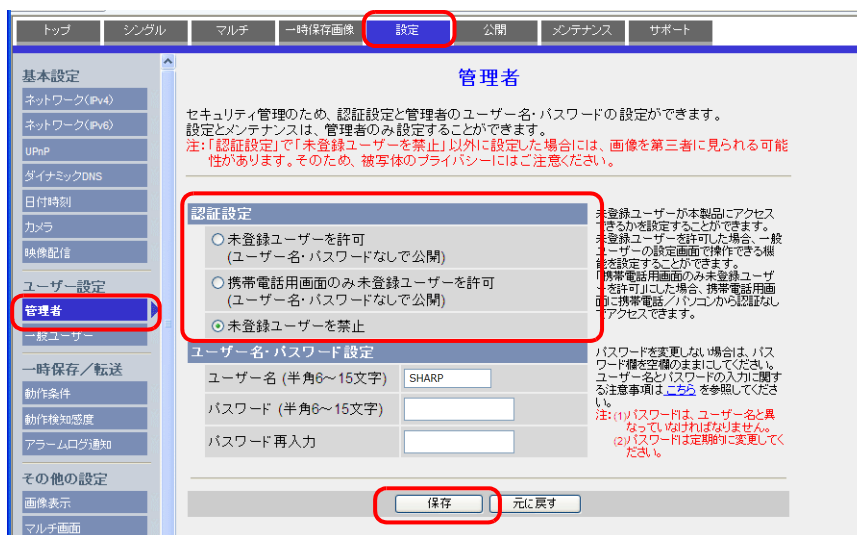 トップ
シングル
マルチ
一時保存画像
設定
公開
メンテナンス
サポート
基本設定
ネットワーク(IPv4)
ネットワーク(IPv6)
UPnP
ダイナミックDNS
日付時刻
カメラ
映像配信
ユーザー設定
管理者
一般ユーザー
一時保存／転送
動作条件
動作検知感度
アラームログ通知
その他の設定
画像表示
マルチ画面
管理者
セキュリティ管理のため、認証設定と管理者のユーザー名・パスワードの設定ができます。
設定とメンテナンスは、管理者のみ設定することができます。
注:「認証設定」で「未登録ユーザーを禁止」以外に設定した場合には、画像を第三者に見られる可能
性があります。そのため、被写体のプライバシーにはご注意ください。
認証設定
未登録ユーザーを許可
(ユーザー名・パスワードなしで公開)
携帯電話用画面のみ未登録ユーザーを許可
(ユーザー名・パスワードなしで公開)
未登録ユーザーを禁止
未登録ユーザーが本製品にアクセス
できるかを設定することができます。
未登録ユーザーを許可した場合、一般
ユーザーの設定画面で操作できる機
能を設定することができます。
「携帯電話用画面のみ未登録ユーザ
ーを許可」にした場合、携帯電話用画
面に携帯電話／パソコンから認証なし
でアクセスできます。
ユーザー名・パスワード設定
ユーザー名 (半角6～15文字)
SHARP
パスワード (半角6～15文字)
パスワード再入力
パスワードを変更しない場合は、パス
ワード欄を空欄のままにしてください。
ユーザー名とパスワードの入力に関す
る注意事項はこちらを参照してくださ
い。
注:(1)パスワードは、ユーザー名と異
なっていなければなりません。
(2)パスワードは定期的に変更してく
ださい。
保存
元に戻す